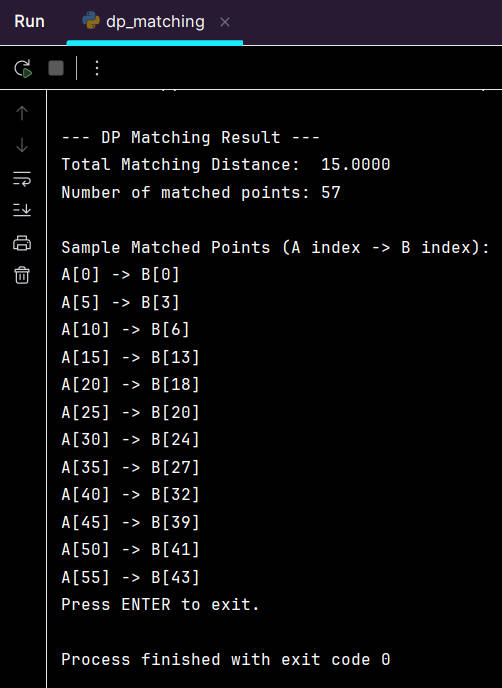 Run
dp_matching
--- DP Matching Result ---
Total Matching Distance:  15.0000
Number of matched points: 57
Sample Matched Points (A index -> B index):
A[0] -> B[0]
A[5] -> B[3]
A[10] -> B[6]
A[15] -> B[13]
A[20] -> B[18]
A[25] -> B[20]
A[30] -> B[24]
A[35] -> B[27]
A[40] -> B[32]
A[45] -> B[39]
A[50] -> B[41]
A[55] -> B[43]
Press ENTER to exit.
Process finished with exit code 0